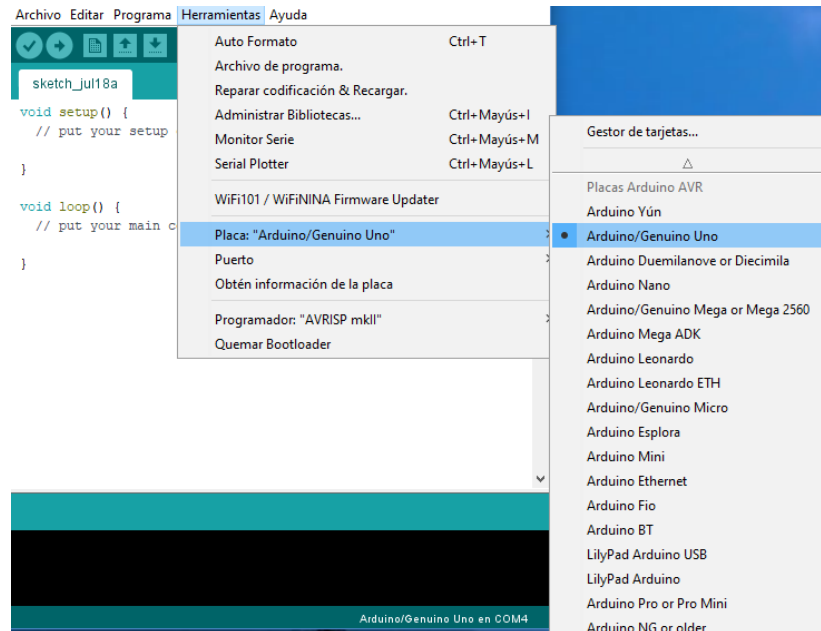 Archivo Editar Programa Herramientas Ayuda
sketch_jul18a
void setup() {
// put your setup
}
void loop() {
// put your main c
}
Auto Formato Ctrl+T
Archivo de programa.
Reparar codificación & Recargar.
Administrar Bibliotecas... Ctrl+Mayús+I
Monitor Serie Ctrl+Mayús+M
Serial Plotter Ctrl+Mayús+L
WiFi101 / WiFiNINA Firmware Updater
Placa: "Arduino/Genuino Uno"
Puerto
Obtén información de la placa
Programador: "AVRISP mkII"
Quemar Bootloader
Gestor de tarjetas...
Placas Arduino AVR
Arduino Yún
Arduino/Genuino Uno
Arduino Duemilanove or Diecimila
Arduino Nano
Arduino/Genuino Mega or Mega 2560
Arduino Mega ADK
Arduino Leonardo
Arduino Leonardo ETH
Arduino/Genuino Micro
Arduino Esplora
Arduino Mini
Arduino Ethernet
Arduino Fio
Arduino BT
LilyPad Arduino USB
LilyPad Arduino
Arduino Pro or Pro Mini
Arduino NG or older
Arduino/Genuino Uno en COM4